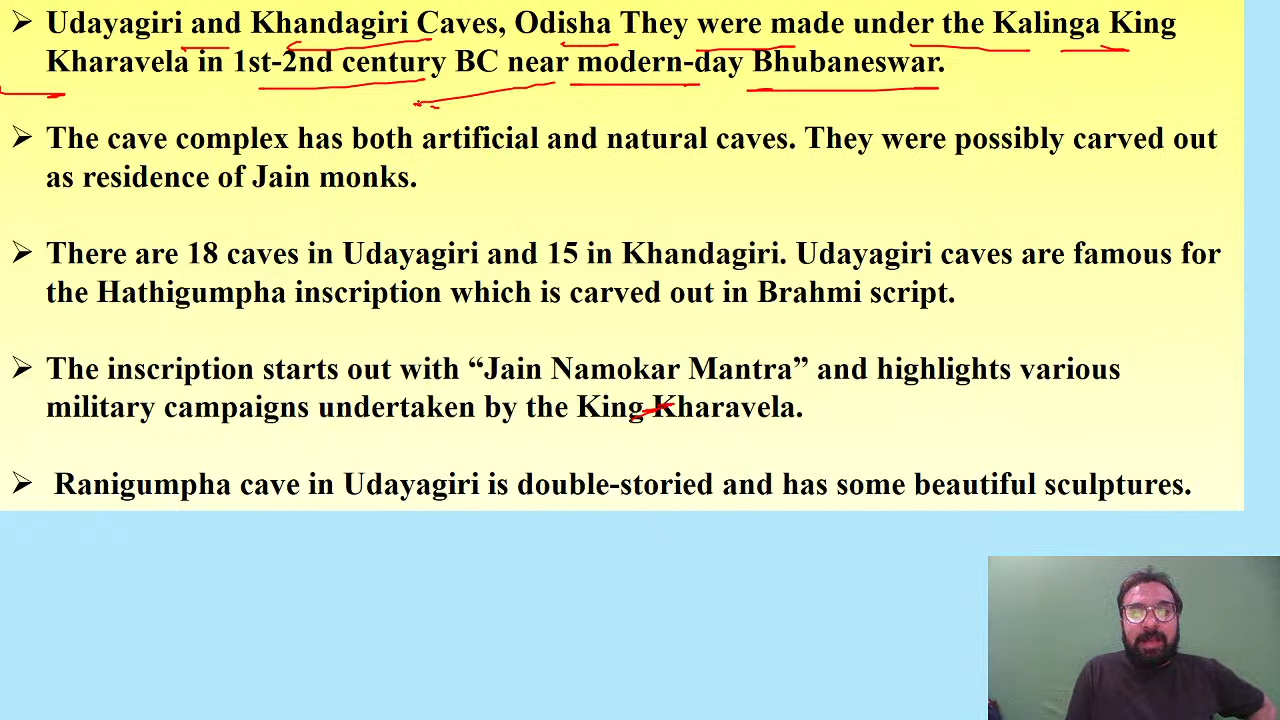 ➢ Udayagiri and Khandagiri Caves, Odisha They were made under the Kalinga King
Kharavela in 1st-2nd century BC near modern-day Bhubaneswar.
➢ The cave complex has both artificial and natural caves. They were possibly carved out
as residence of Jain monks.
➢ There are 18 caves in Udayagiri and 15 in Khandagiri. Udayagiri caves are famous for
the Hathigumpha inscription which is carved out in Brahmi script.
➢ The inscription starts out with “Jain Namokar Mantra” and highlights various
military campaigns undertaken by the King Kharavela.
➢ Ranigumpha cave in Udayagiri is double-storied and has some beautiful sculptures.